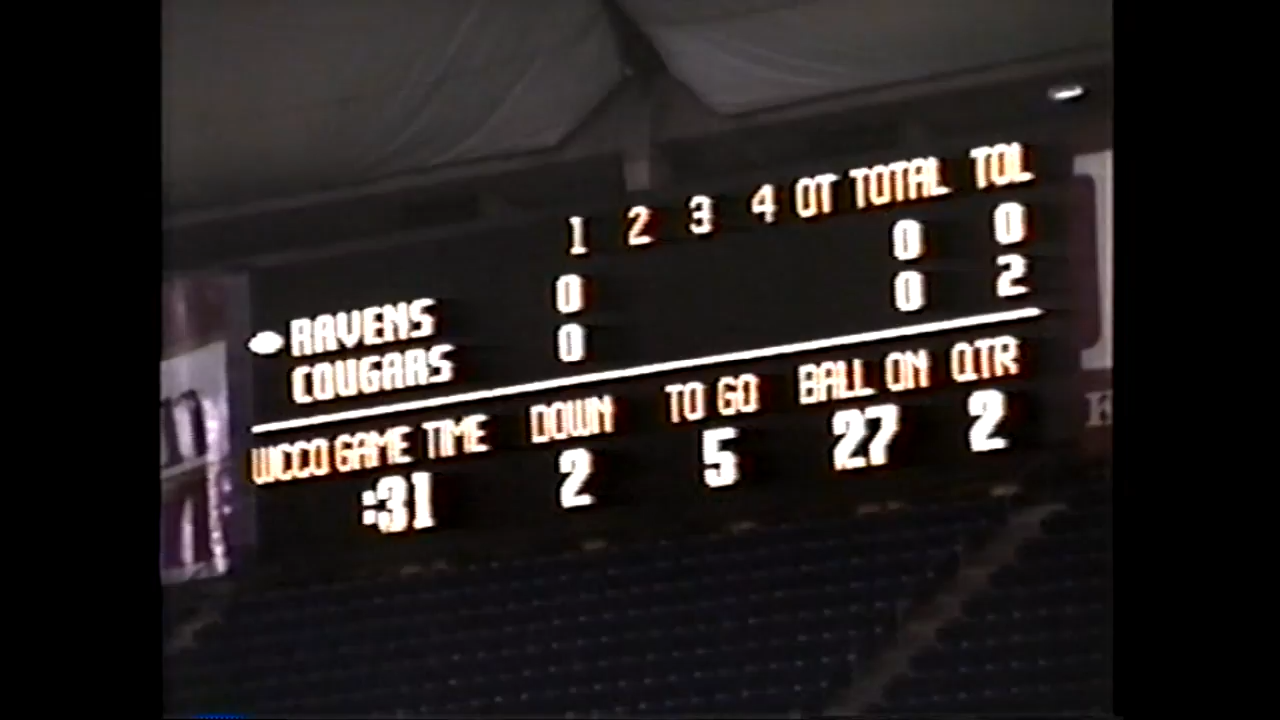 1 2 3 4 OT TOTAL TOL
RAVENS 0 0 0
COUGARS 0 0 2
WCCO GAME TIME DOWN TO GO BALL ON QTR
:31 2 5 27 2